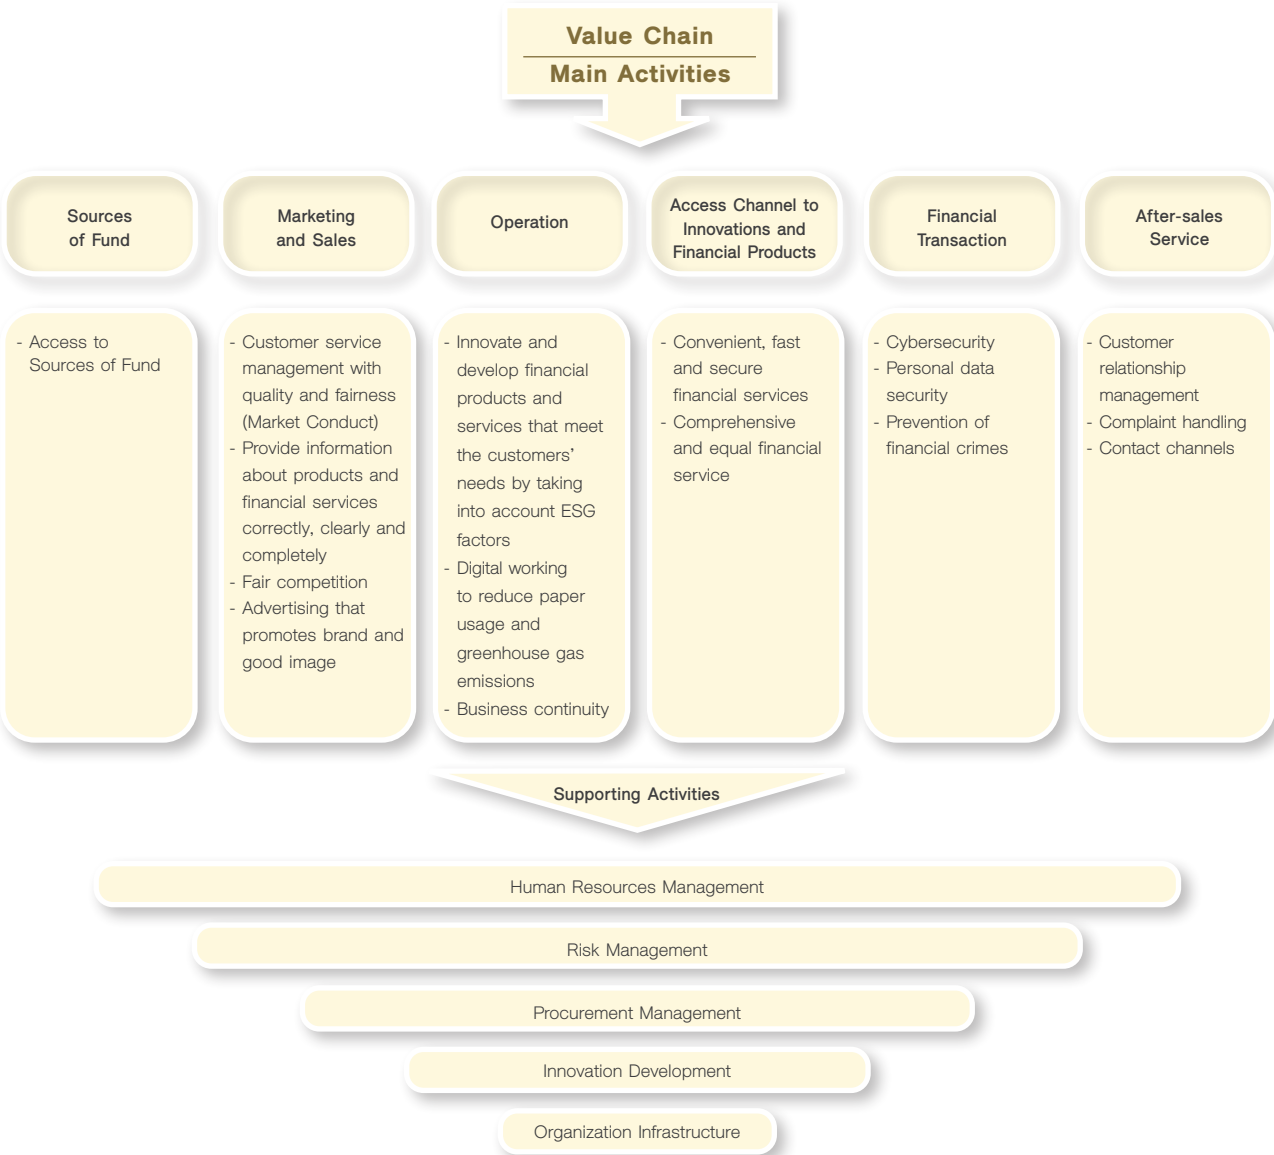 Value Chain
Main Activities
Sources
of Fund
Marketing
and Sales
Operation
Access Channel to
Innovations and
Financial Products
Financial
Transaction
After-sales
Service
- Access to
Sources of Fund
- Customer service
management with
quality and fairness
(Market Conduct)
- Provide information
about products and
financial services
correctly, clearly and
completely
- Fair competition
- Advertising that
promotes brand and
good image
- Innovate and
develop financial
products and
services that meet
the customers'
needs by taking
into account ESG
factors
- Digital working
to reduce paper
usage and
greenhouse gas
emissions
- Business continuity
- Convenient, fast
and secure
financial services
- Comprehensive
and equal financial
service
- Cybersecurity
- Personal data
security
- Prevention of
financial crimes
- Customer
relationship
management
- Complaint handling
- Contact channels
Supporting Activities
Human Resources Management
Risk Management
Procurement Management
Innovation Development
Organization Infrastructure